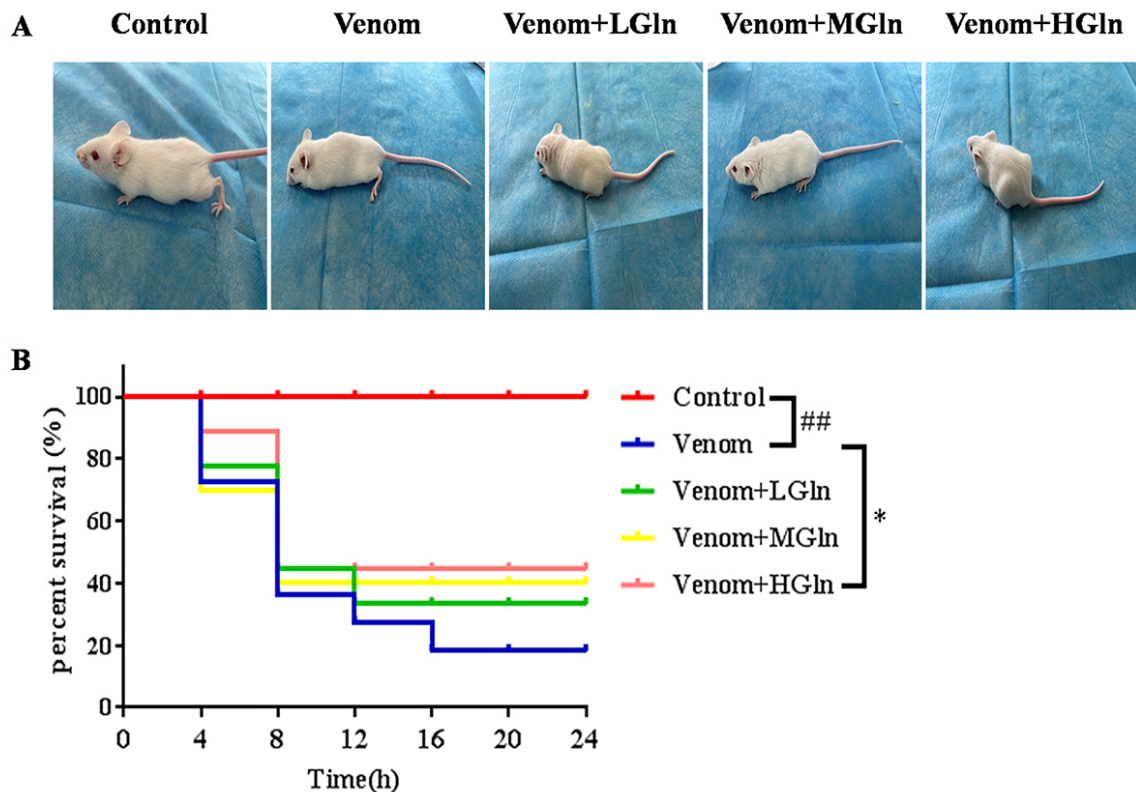 A
Control Venom Venom+LGln Venom+MGln Venom+HGln
B
percent survival (%)
100
80
60
40
20
0
0 4 8 12 16 20 24
Time(h)
Control
Venom
Venom+LGln
Venom+MGln
Venom+HGln
##
*